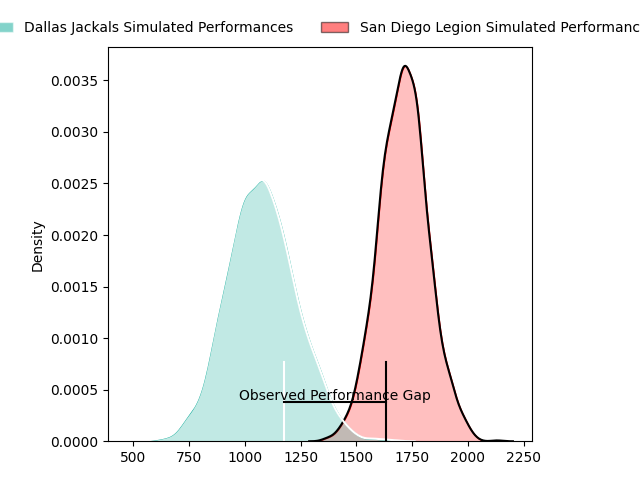 Dallas Jackals Simulated Performances
San Diego Legion Simulated Performanc
0.0035
0.0030
0.0025
0.0020
0.0015
0.0010
0.0005
0.0000
Density
Observed Performance Gap
500 750 1000 1250 1500 1750 2000 2250